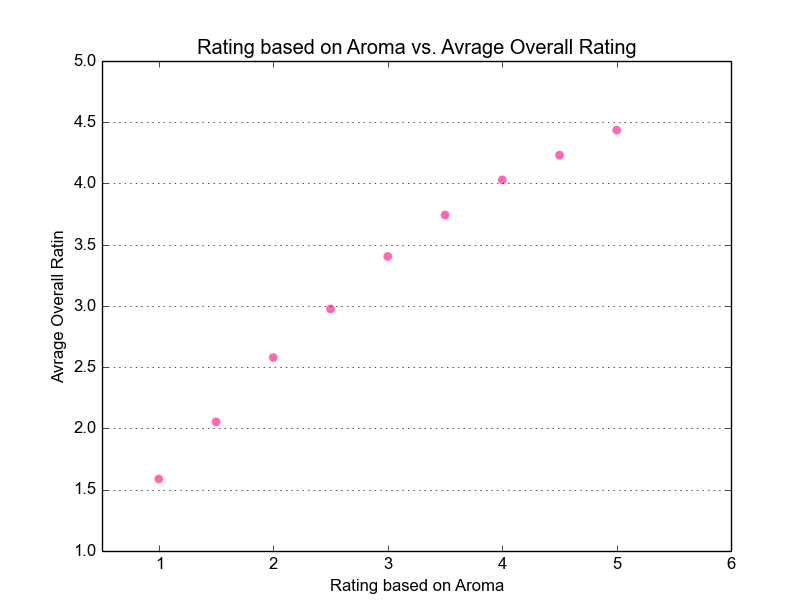 Rating based on Aroma vs. Avrage Overall Rating
5.0
4.5
4.0
3.5
3.0
2.5
2.0
1.5
1.0
Avrage Overall Ratin
1 2 3 4 5 6
Rating based on Aroma